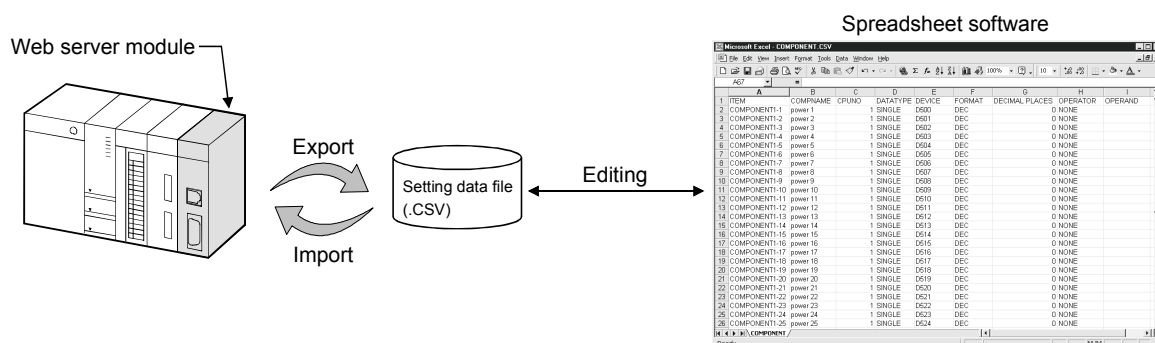 Spreadsheet software
Web server module
Export
Import
Setting data file
(.CSV)
Editing
Microsoft Excel - COMPONENT.CSV
File Edit View Insert Format Tools Data Window Help
100% 10
A67 =
A B C D E F G H I
1 ITEM COMPNAME CPUNO DATATYPE DEVICE FORMAT DECIMAL PLACES OPERATOR OPERAND
2 COMPONENT1-1 power 1 1 SINGLE D500 DEC 0 NONE
3 COMPONENT1-2 power 2 1 SINGLE D501 DEC 0 NONE
4 COMPONENT1-3 power 3 1 SINGLE D502 DEC 0 NONE
5 COMPONENT1-4 power 4 1 SINGLE D503 DEC 0 NONE
6 COMPONENT1-5 power 5 1 SINGLE D504 DEC 0 NONE
7 COMPONENT1-6 power 6 1 SINGLE D505 DEC 0 NONE
8 COMPONENT1-7 power 7 1 SINGLE D506 DEC 0 NONE
9 COMPONENT1-8 power 8 1 SINGLE D507 DEC 0 NONE
10 COMPONENT1-9 power 9 1 SINGLE D508 DEC 0 NONE
11 COMPONENT1-10 power 10 1 SINGLE D509 DEC 0 NONE
12 COMPONENT1-11 power 11 1 SINGLE D510 DEC 0 NONE
13 COMPONENT1-12 power 12 1 SINGLE D511 DEC 0 NONE
14 COMPONENT1-13 power 13 1 SINGLE D512 DEC 0 NONE
15 COMPONENT1-14 power 14 1 SINGLE D513 DEC 0 NONE
16 COMPONENT1-15 power 15 1 SINGLE D514 DEC 0 NONE
17 COMPONENT1-16 power 16 1 SINGLE D515 DEC 0 NONE
18 COMPONENT1-17 power 17 1 SINGLE D516 DEC 0 NONE
19 COMPONENT1-18 power 18 1 SINGLE D517 DEC 0 NONE
20 COMPONENT1-19 power 19 1 SINGLE D518 DEC 0 NONE
21 COMPONENT1-20 power 20 1 SINGLE D519 DEC 0 NONE
22 COMPONENT1-21 power 21 1 SINGLE D520 DEC 0 NONE
23 COMPONENT1-22 power 22 1 SINGLE D521 DEC 0 NONE
24 COMPONENT1-23 power 23 1 SINGLE D522 DEC 0 NONE
25 COMPONENT1-24 power 24 1 SINGLE D523 DEC 0 NONE
26 COMPONENT1-25 power 25 1 SINGLE D524 DEC 0 NONE
COMPONENT